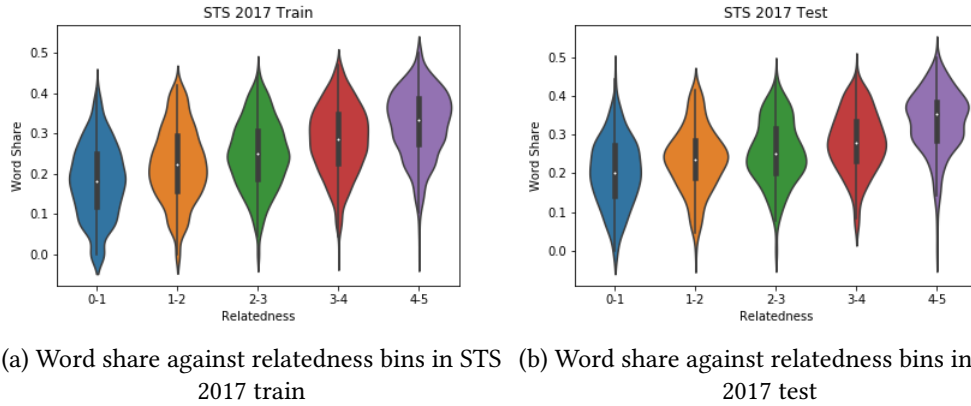 STS 2017 Train
Word Share
0.5
0.4
0.3
0.2
0.1
0.0
0-1 1-2 2-3 3-4 4-5
Relatedness
STS 2017 Test
Word Share
0.5
0.4
0.3
0.2
0.1
0.0
0-1 1-2 2-3 3-4 4-5
Relatedness
(a) Word share against relatedness bins in STS
2017 train
(b) Word share against relatedness bins in
2017 test